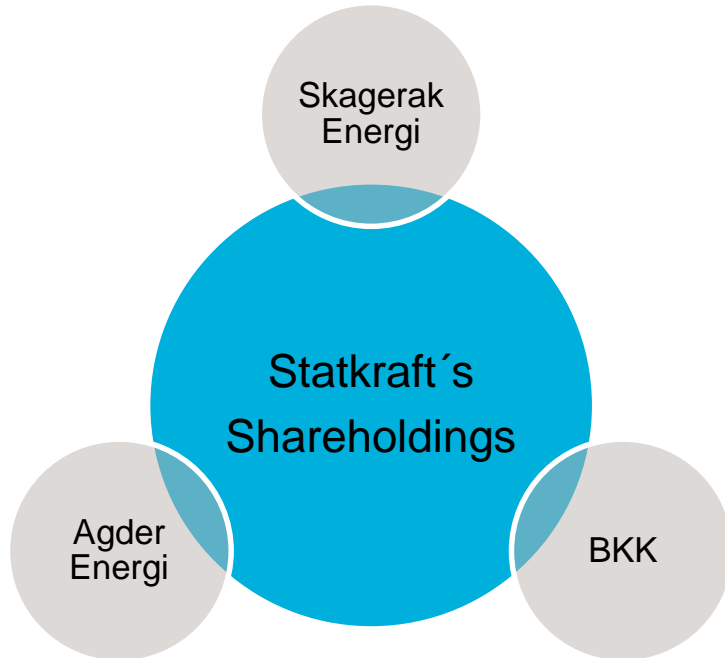 Skagerak
Energi
Statkraft´s
Shareholdings
Agder
Energi
BKK